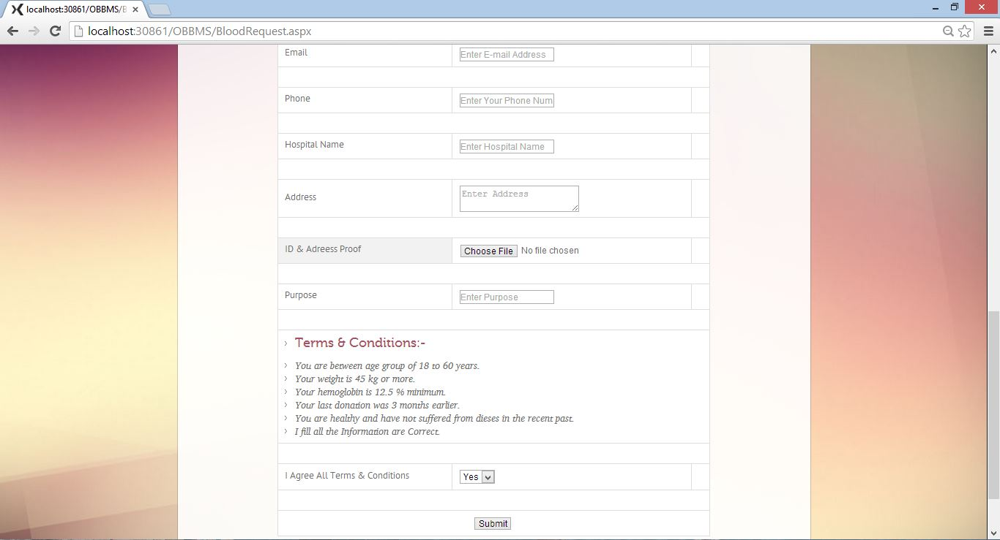 localhost:30861/OBBMS/B
localhost:30861/OBBMS/BloodRequest.aspx
Email
Enter E-mail Address
Phone
Enter Your Phone Num
Hospital Name
Enter Hospital Name
Address
Enter Address
ID & Adreess Proof
Choose File No file chosen
Purpose
Enter Purpose
Terms & Conditions:-
You are between age group of 18 to 60 years.
Your weight is 45 kg or more.
Your hemoglobin is 12.5 % minimum.
Your last donation was 3 months earlier.
You are healthy and have not suffered from dieses in the recent past.
I fill all the Information are Correct.
I Agree All Terms & Conditions
Yes
Submit